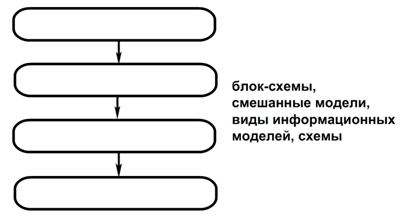 блок-схемы,
смешанные модели,
виды информационных
моделей, схемы